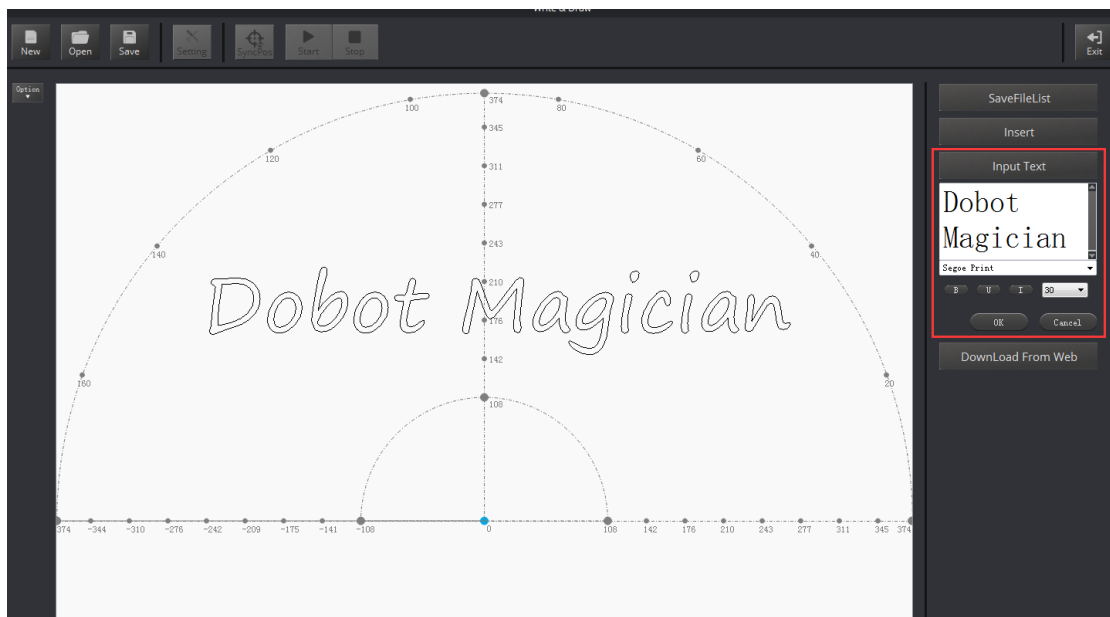 Write & Draw
New Open Save Setting SyncPos Start Stop Exit
Option
SaveFileList
Insert
Input Text
Dobot
Magician
Segoe Print
B U I 30
OK Cancel
DownLoad From Web
374
100 80
345
120 60
311
277
140 243 40
210
Dobot Magician
176
142
160 20
108
374 -344 -310 -276 -242 -209 -175 -141 -108 0 108 142 176 210 243 277 311 345 374